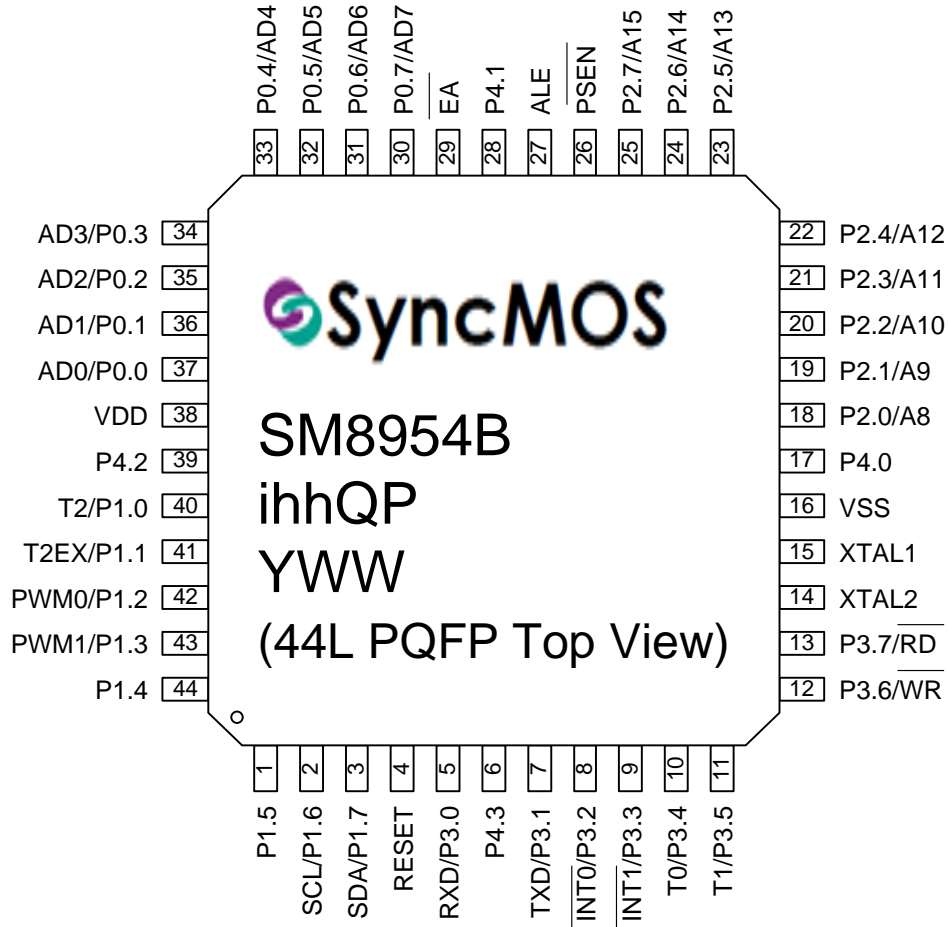 P0.4/AD4
P0.5/AD5
P0.6/AD6
P0.7/AD7
EA
P4.1
ALE
PSEN
P2.7/A15
P2.6/A14
P2.5/A13
33 32 31 30 29 28 27 26 25 24 23
AD3/P0.3 34
AD2/P0.2 35
AD1/P0.1 36
AD0/P0.0 37
VDD 38
P4.2 39
T2/P1.0 40
T2EX/P1.1 41
PWM0/P1.2 42
PWM1/P1.3 43
P1.4 44
SyncMOS
SM8954B
ihhQP
YWW
(44L PQFP Top View)
22 P2.4/A12
21 P2.3/A11
20 P2.2/A10
19 P2.1/A9
18 P2.0/A8
17 P4.0
16 VSS
15 XTAL1
14 XTAL2
13 P3.7/RD
12 P3.6/WR
1 2 3 4 5 6 7 8 9 10 11
P1.5
SCL/P1.6
SDA/P1.7
RESET
RXD/P3.0
P4.3
TXD/P3.1
INT0/P3.2
INT1/P3.3
T0/P3.4
T1/P3.5